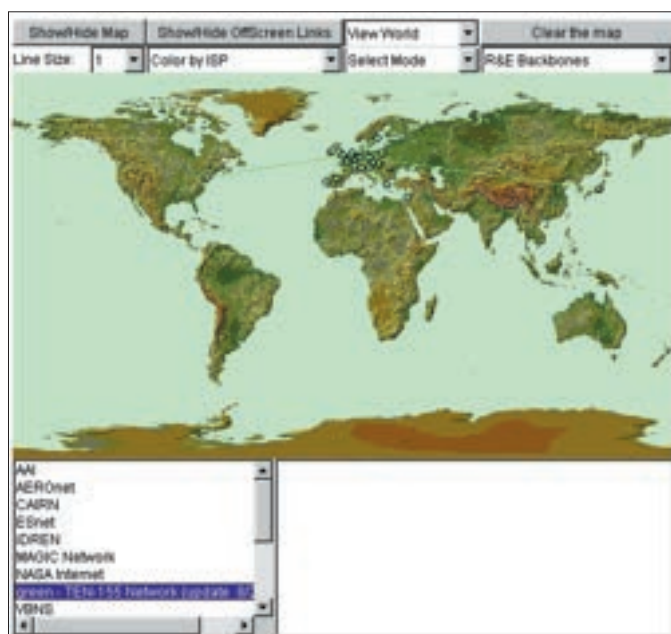 Show/Hide Map Show/Hide OffScreen Links View World Clear the map
Line Size: 1 Color by ISP Select Mode R&E Backbones
AAI
AEROnet
CAIRN
ESnet
iDREN
MAGIC Network
NASA Internet
green - TEN-155 Network (update
VBNS